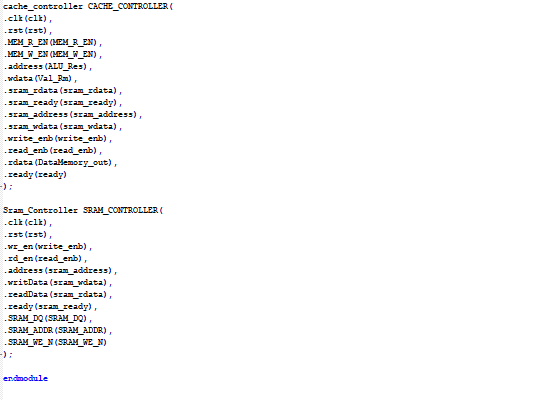 cache_controller CACHE_CONTROLLER(
.clk(clk),
.rst(rst),
.MEM_R_EN(MEM_R_EN),
.MEM_W_EN(MEM_W_EN),
.address(ALU_Res),
.wdata(Val_Rm),
.sram_rdata(sram_rdata),
.sram_ready(sram_ready),
.sram_address(sram_address),
.sram_wdata(sram_wdata),
.write_enb(write_enb),
.read_enb(read_enb),
.rdata(DataMemory_out),
.ready(ready)
);
Sram_Controller SRAM_CONTROLLER(
.clk(clk),
.rst(rst),
.wr_en(write_enb),
.rd_en(read_enb),
.address(sram_address),
.writData(sram_wdata),
.readData(sram_rdata),
.ready(sram_ready),
.SRAM_DQ(SRAM_DQ),
.SRAM_ADDR(SRAM_ADDR),
.SRAM_WE_N(SRAM_WE_N)
);
endmodule